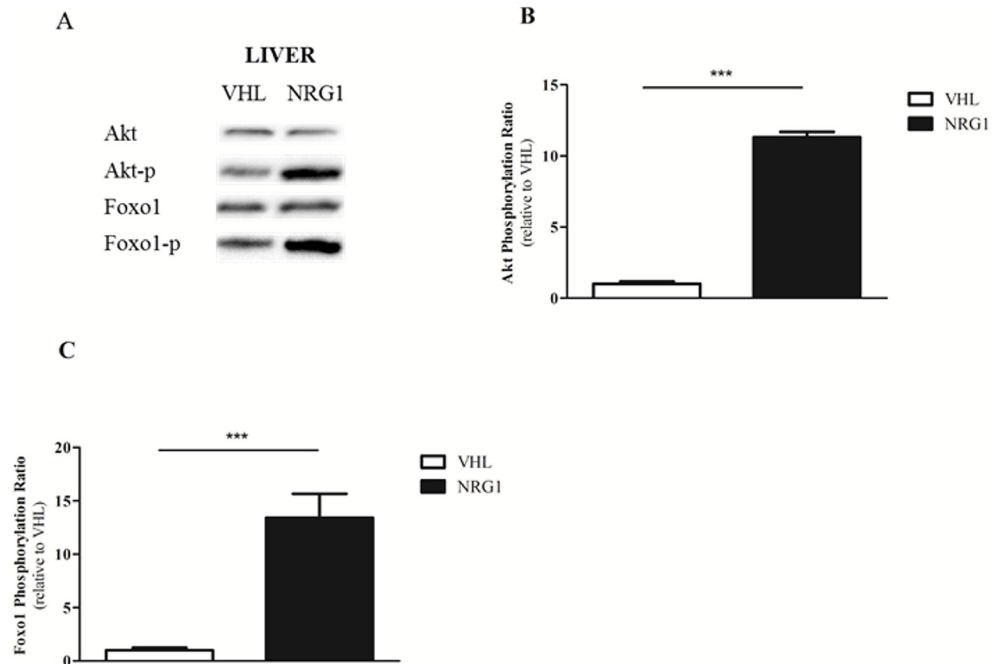 A
LIVER
VHL NRG1
Akt
Akt-p
Foxo1
Foxo1-p
B
***
15
10
5
0
Akt Phosphorylation Ratio
(relative to VHL)
VHL
NRG1
C
***
20
15
10
5
0
Foxo1 Phosphorylation Ratio
(relative to VHL)
VHL
NRG1